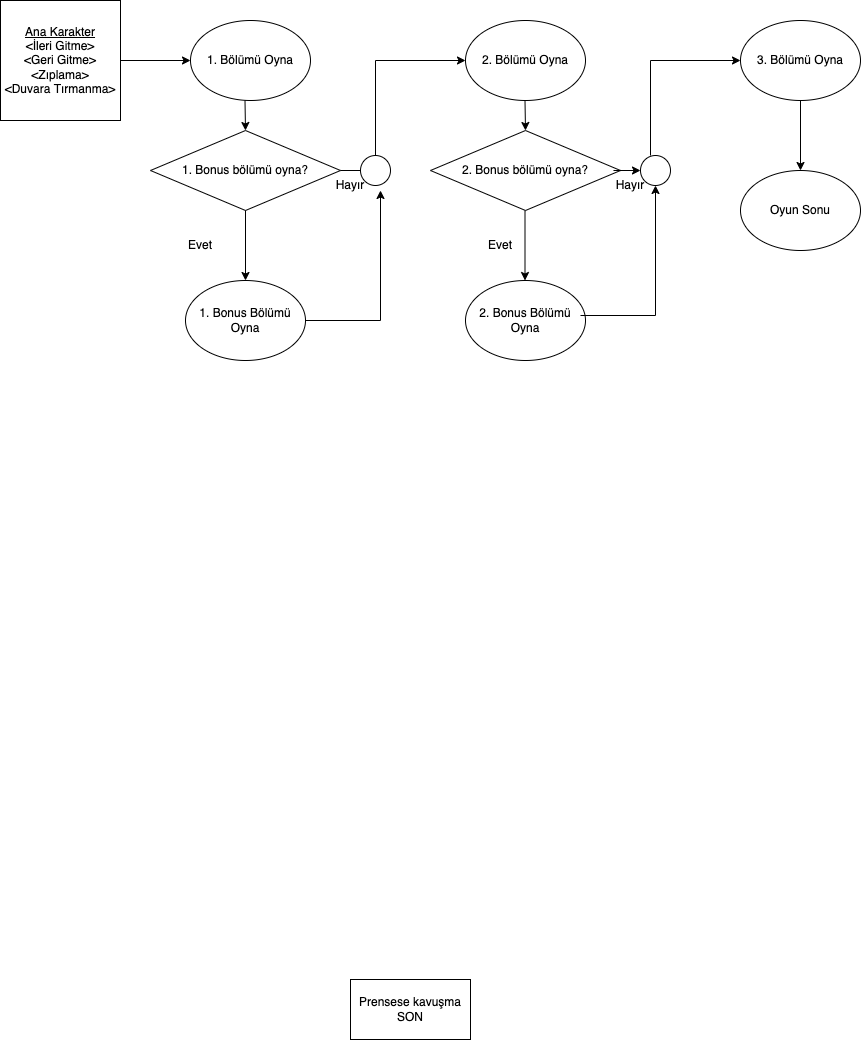 Ana Karakter
<İleri Gitme>
<Geri Gitme>
<Zıplama>
<Duvara Tırmanma>
1. Bölümü Oyna
2. Bölümü Oyna
3. Bölümü Oyna
1. Bonus bölümü oyna?
Hayır
2. Bonus bölümü oyna?
Hayır
Oyun Sonu
Evet
Evet
1. Bonus Bölümü
Oyna
2. Bonus Bölümü
Oyna
Prensese kavuşma
SON